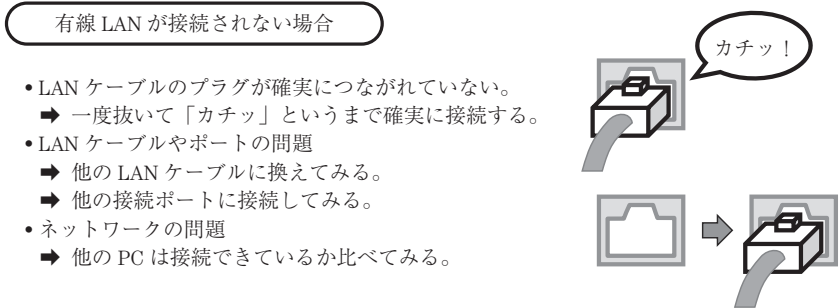 有線 LAN が接続されない場合
カチッ！
•LAN ケーブルのプラグが確実につながれていない。
➡ 一度抜いて「カチッ」というまで確実に接続する。
•LAN ケーブルやポートの問題
➡ 他の LAN ケーブルに換えてみる。
➡ 他の接続ポートに接続してみる。
•ネットワークの問題
➡ 他の PC は接続できているか比べてみる。